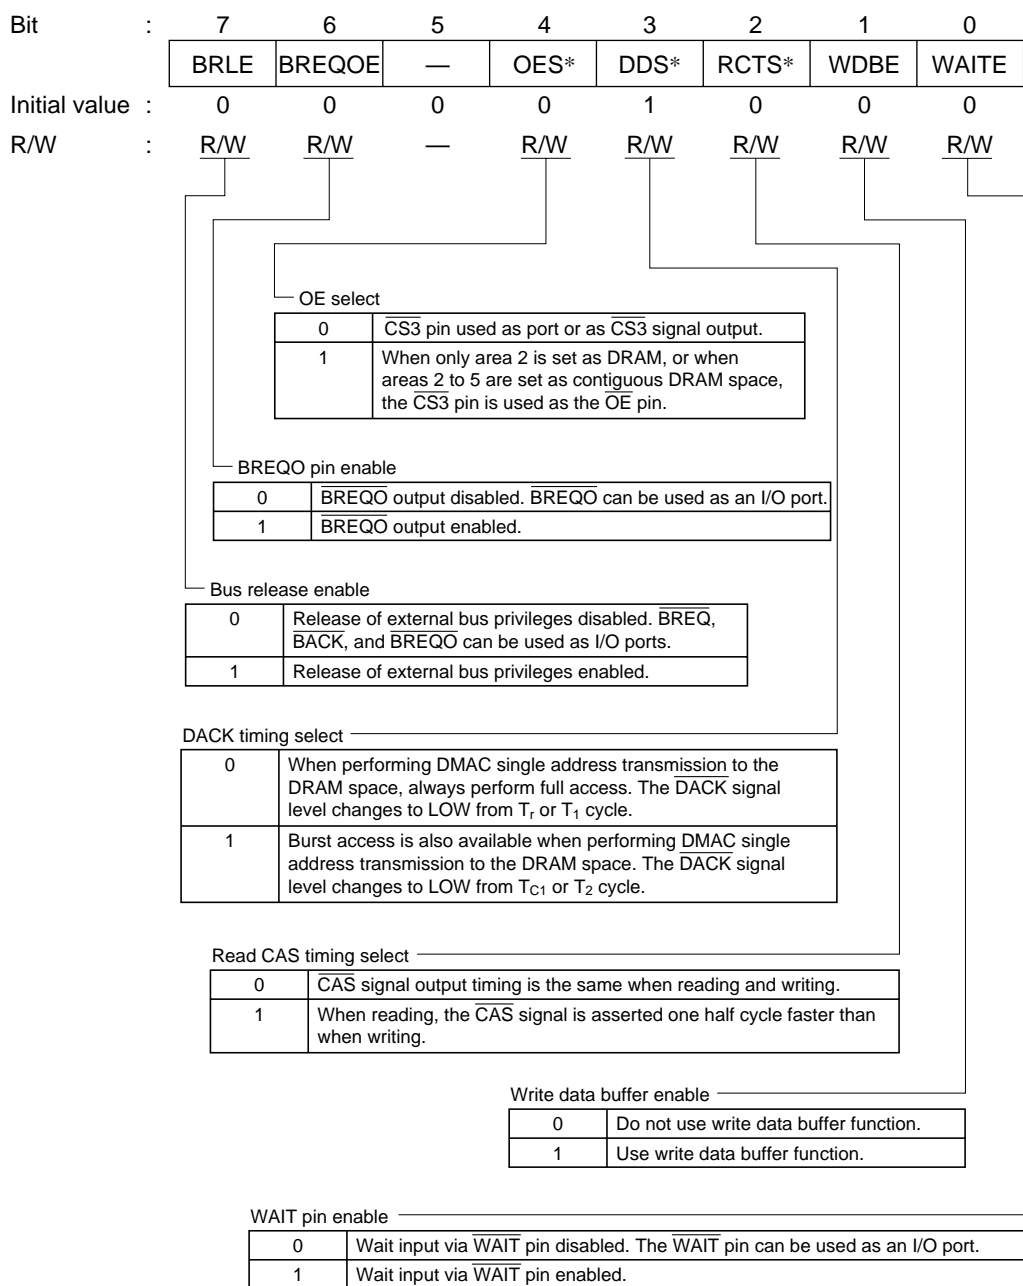 Bit : 7 6 5 4 3 2 1 0
BRLE BREQOE — OES* DDS* RCTS* WDBE WAITE
Initial value : 0 0 0 0 1 0 0 0
R/W : R/W R/W — R/W R/W R/W R/W R/W
OE select
0 CS3 pin used as port or as CS3 signal output.
1 When only area 2 is set as DRAM, or when
areas 2 to 5 are set as contiguous DRAM space,
the CS3 pin is used as the OE pin.
BREQO pin enable
0 BREQO output disabled. BREQO can be used as an I/O port.
1 BREQO output enabled.
Bus release enable
0 Release of external bus privileges disabled. BREQ,
BACK, and BREQO can be used as I/O ports.
1 Release of external bus privileges enabled.
DACK timing select
0 When performing DMAC single address transmission to the
DRAM space, always perform full access. The DACK signal
level changes to LOW from Tr or T1 cycle.
1 Burst access is also available when performing DMAC single
address transmission to the DRAM space. The DACK signal
level changes to LOW from TC1 or T2 cycle.
Read CAS timing select
0 CAS signal output timing is the same when reading and writing.
1 When reading, the CAS signal is asserted one half cycle faster than
when writing.
Write data buffer enable
0 Do not use write data buffer function.
1 Use write data buffer function.
WAIT pin enable
0 Wait input via WAIT pin disabled. The WAIT pin can be used as an I/O port.
1 Wait input via WAIT pin enabled.